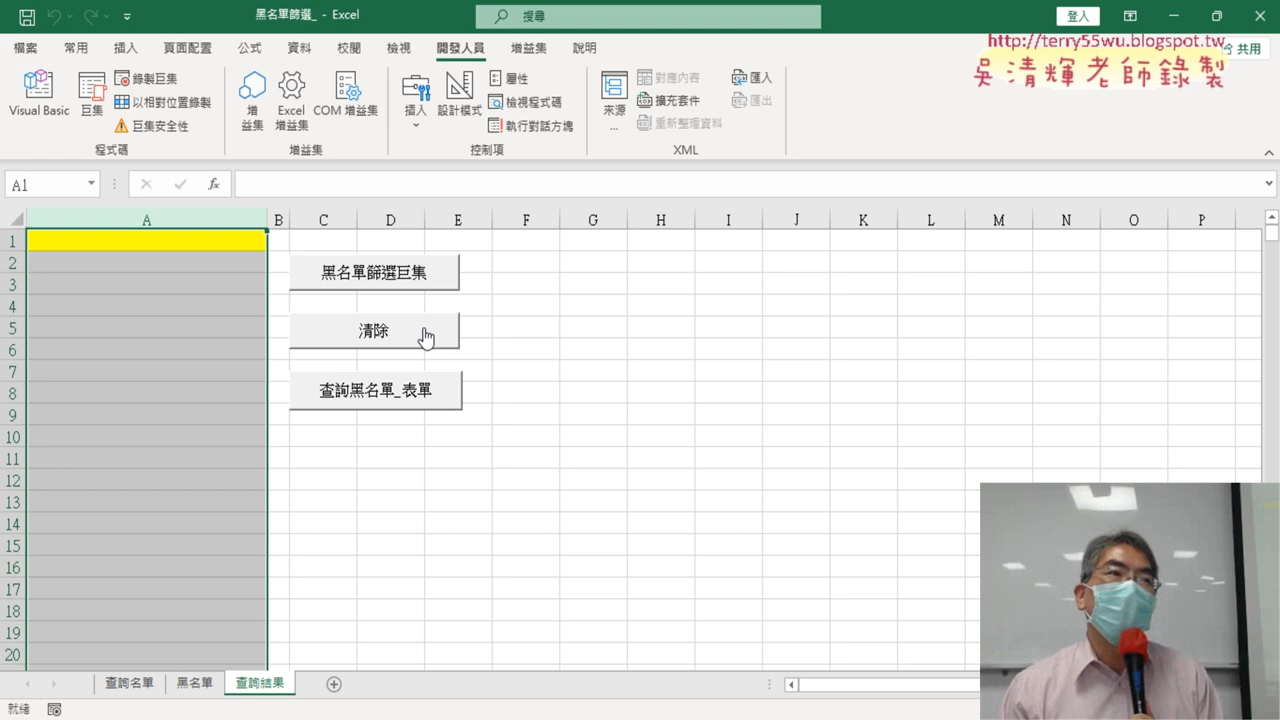 黑名單篩選_ - Excel
搜尋
登入
檔案 常用 插入 頁面配置 公式 資料 校閱 檢視 開發人員 增益集 說明
共用
http://terry55wu.blogspot.tw
吳清輝老師錄製
Visual Basic
巨集
錄製巨集
以相對位置錄製
巨集安全性
程式碼
增益集
Excel 增益集
COM 增益集
增益集
插入
設計模式
屬性
檢視程式碼
執行對話方塊
控制項
來源...
對應內容
擴充套件
重新整理資料
匯入
匯出
XML
A1
fx
A B C D E F G H I J K L M N O P
1
2
3
4
5
6
7
8
9
10
11
12
13
14
15
16
17
18
19
20
黑名單篩選巨集
清除
查詢黑名單_表單
查詢名單 黑名單 查詢結果
就緒